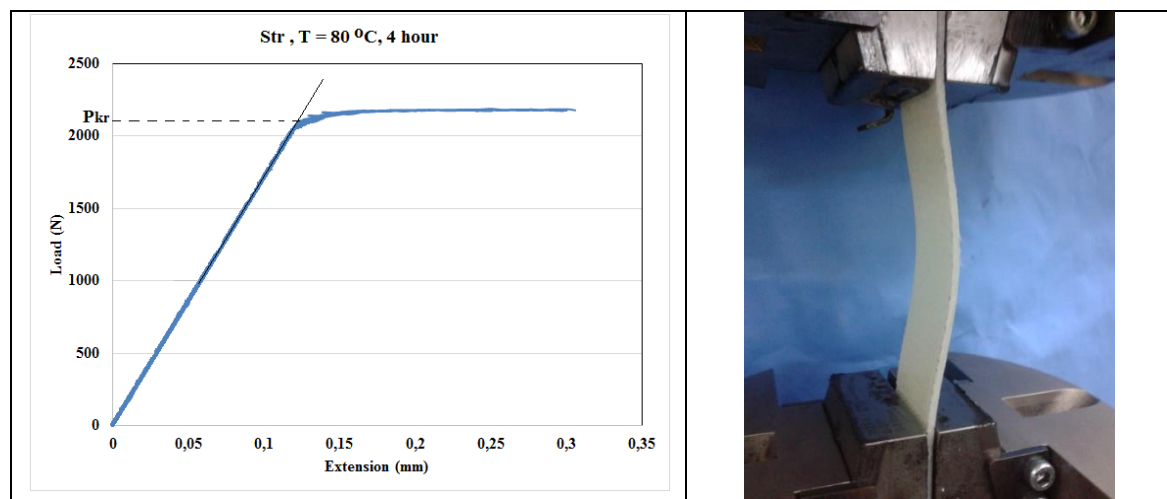 Str , T = 80 ⁰C, 4 hour
2500
Pkr
2000
1500
1000
500
0
Load (N)
0 0,05 0,1 0,15 0,2 0,25 0,3 0,35
Extension (mm)